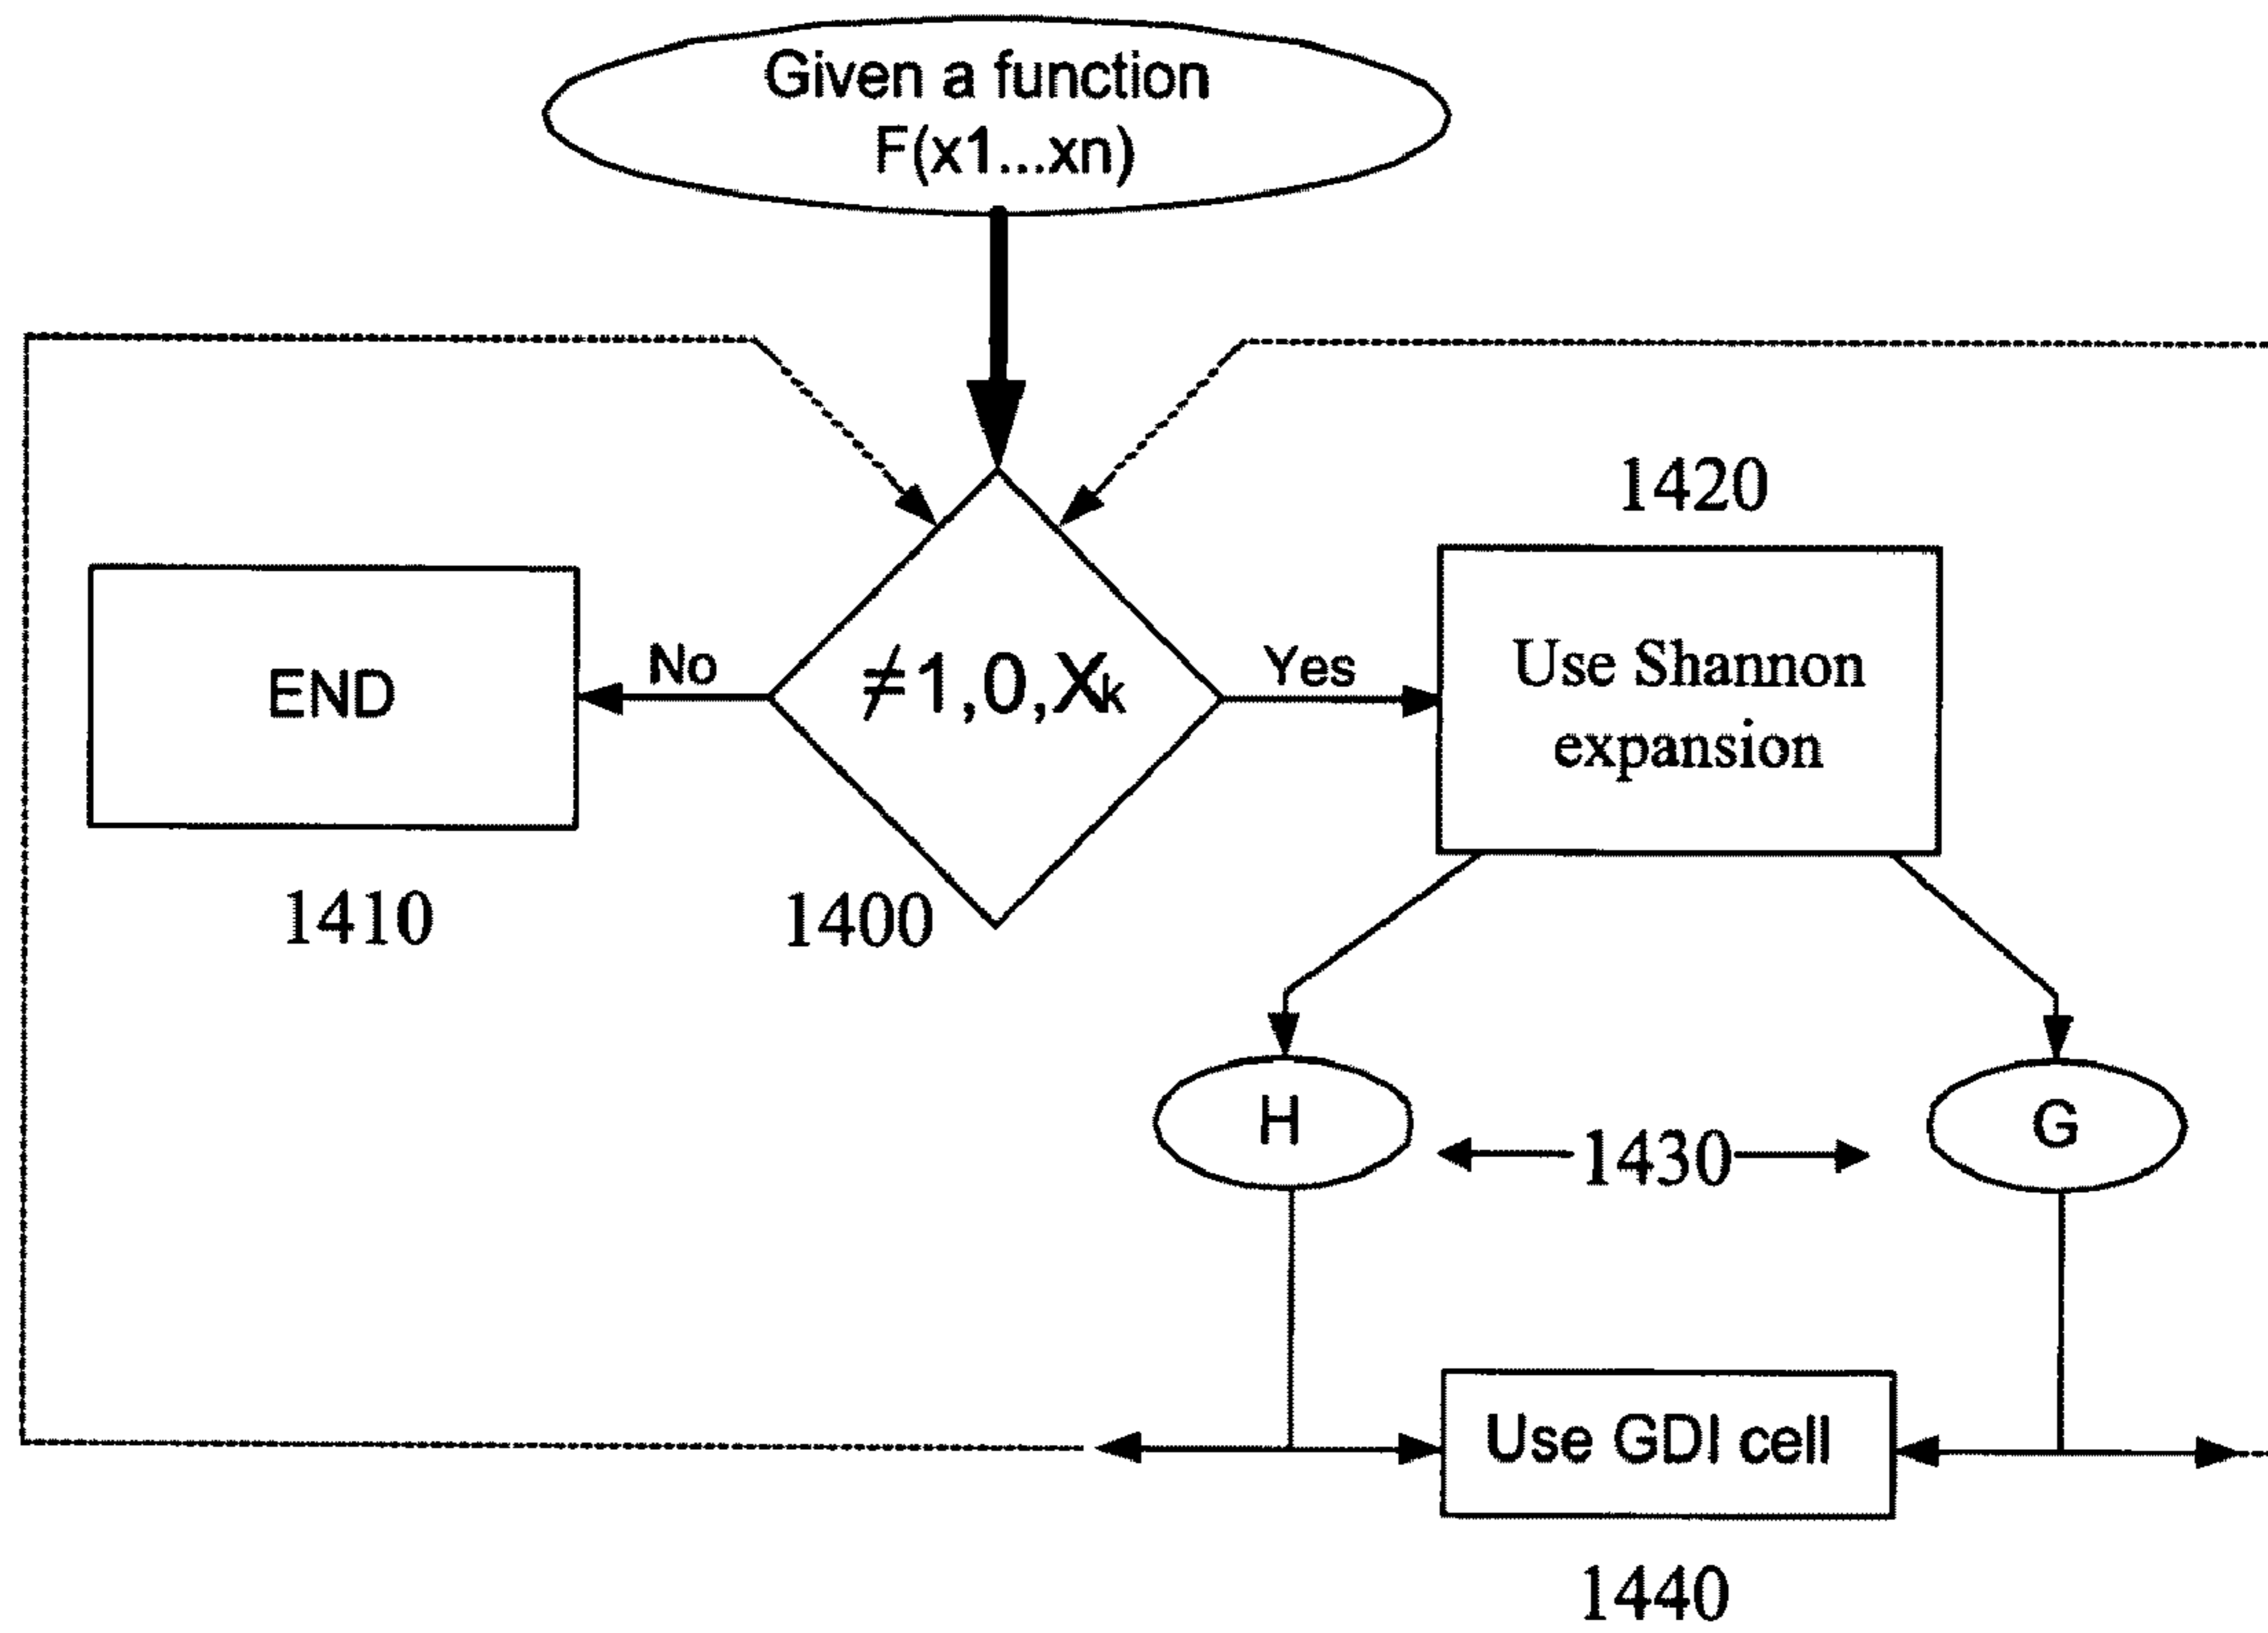 Given a function
F(x1...xn)
1420
END
No
≠1,0,Xk
Yes
Use Shannon
expansion
1410
1400
H
1430
G
Use GDI cell
1440